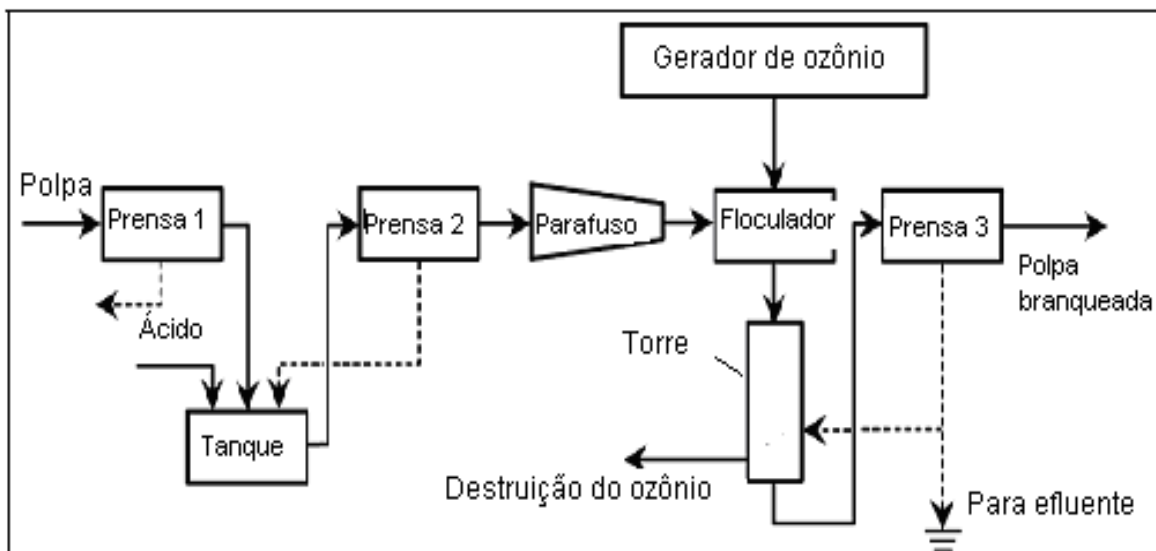 Gerador de ozônio
Polpa
Prensa 1
Prensa 2
Parafuso
Floculador
Prensa 3
Polpa
branqueada
Ácido
Torre
Tanque
Destruição do ozônio
Para efluente